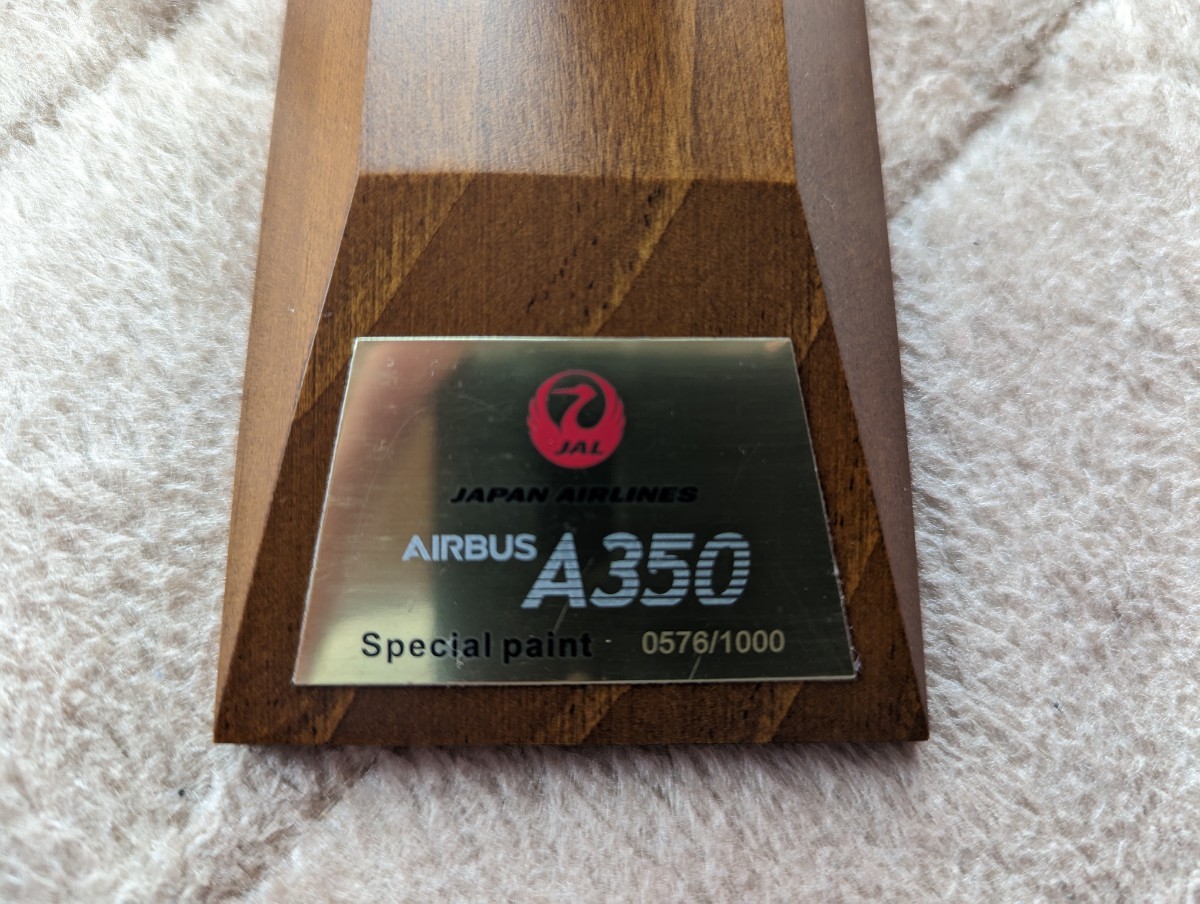 JAL
JAPAN AIRLINES
AIRBUS A350
Special paint 0576/1000